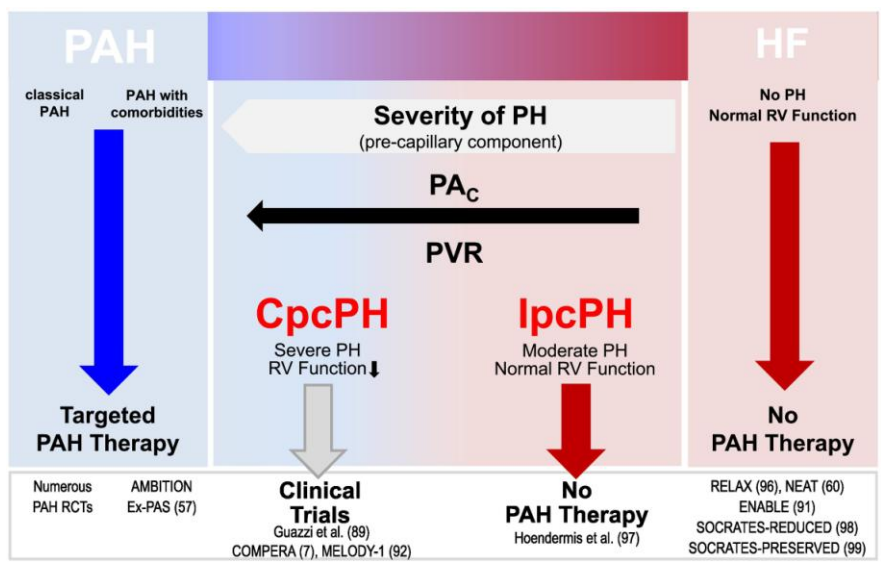 PAH
HF
classical
PAH
PAH with
comorbidities
Severity of PH
(pre-capillary component)
No PH
Normal RV Function
PAC
PVR
CpcPH
Severe PH
RV Function⬇
IpcPH
Moderate PH
Normal RV Function
Targeted
PAH Therapy
No
PAH Therapy
Numerous
PAH RCTs
AMBITION
Ex-PAS (57)
Clinical
Trials
Guazzi et al. (89)
COMPERA (7), MELODY-1 (92)
No
PAH Therapy
Hoendermis et al. (97)
RELAX (96), NEAT (60)
ENABLE (91)
SOCRATES-REDUCED (98)
SOCRATES-PRESERVED (99)